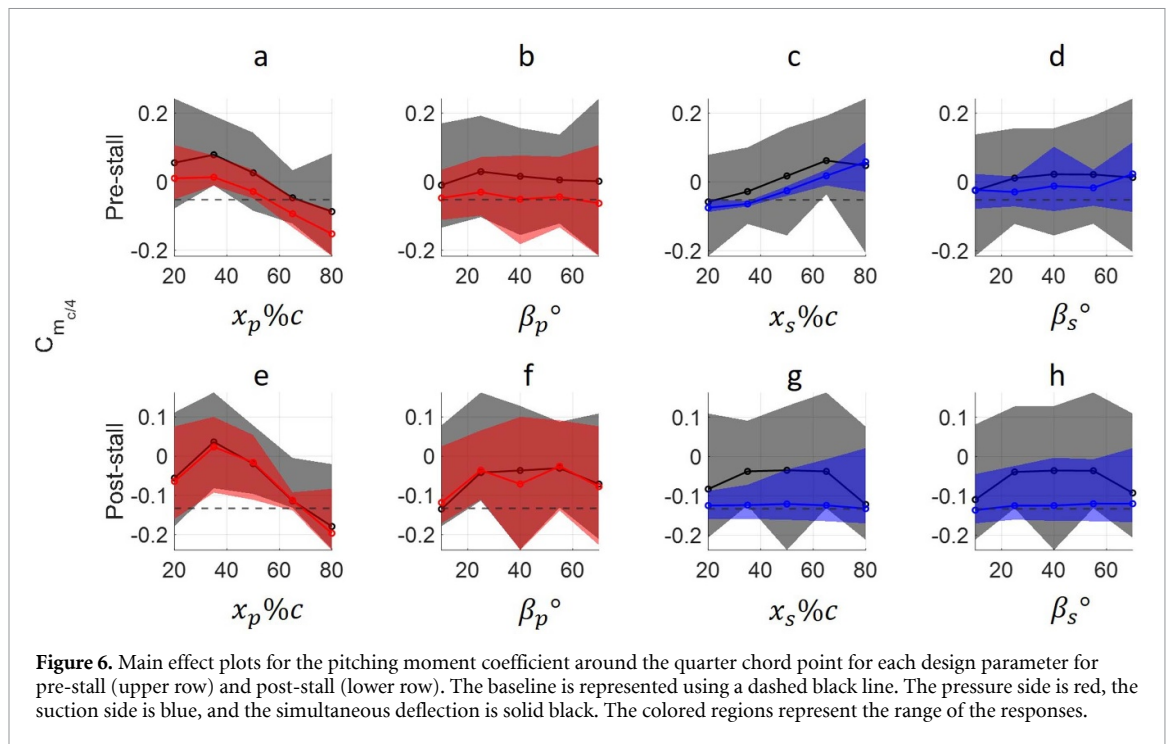 a b c d
Pre-stall
0.2 0.2 0.2 0.2
0 0 0 0
-0.2 -0.2 -0.2 -0.2
20 40 60 80 20 40 60 20 40 60 80 20 40 60
x_p%c β_p° x_s%c β_s°
C_{m_{c/4}}
e f g h
Post-stall
0.1 0.1 0.1 0.1
0 0 0 0
-0.1 -0.1 -0.1 -0.1
-0.2 -0.2 -0.2 -0.2
20 40 60 80 20 40 60 20 40 60 80 20 40 60
x_p%c β_p° x_s%c β_s°
Figure 6. Main effect plots for the pitching moment coefficient around the quarter chord point for each design parameter for
pre-stall (upper row) and post-stall (lower row). The baseline is represented using a dashed black line. The pressure side is red, the
suction side is blue, and the simultaneous deflection is solid black. The colored regions represent the range of the responses.